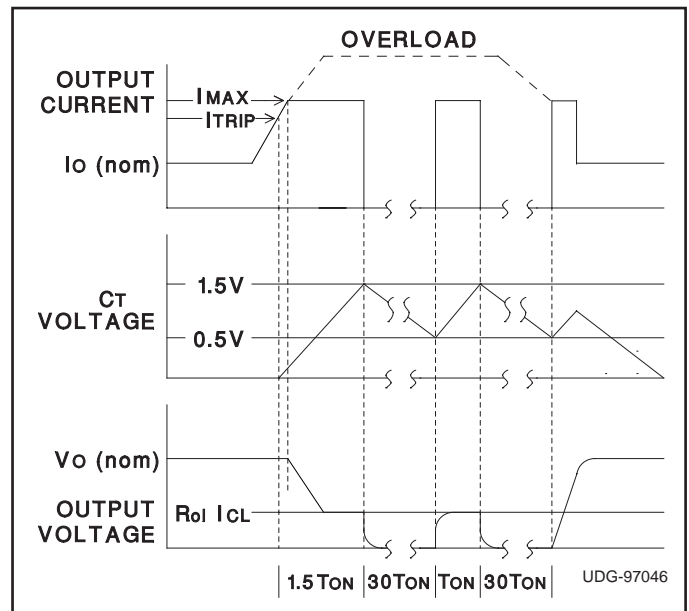 OVERLOAD
OUTPUT
CURRENT
IMAX
ITRIP
IO (nom)
CT
VOLTAGE
1.5V
0.5V
VO (nom)
OUTPUT
VOLTAGE
Rol ICL
1.5 TON 30TON TON 30TON
UDG-97046